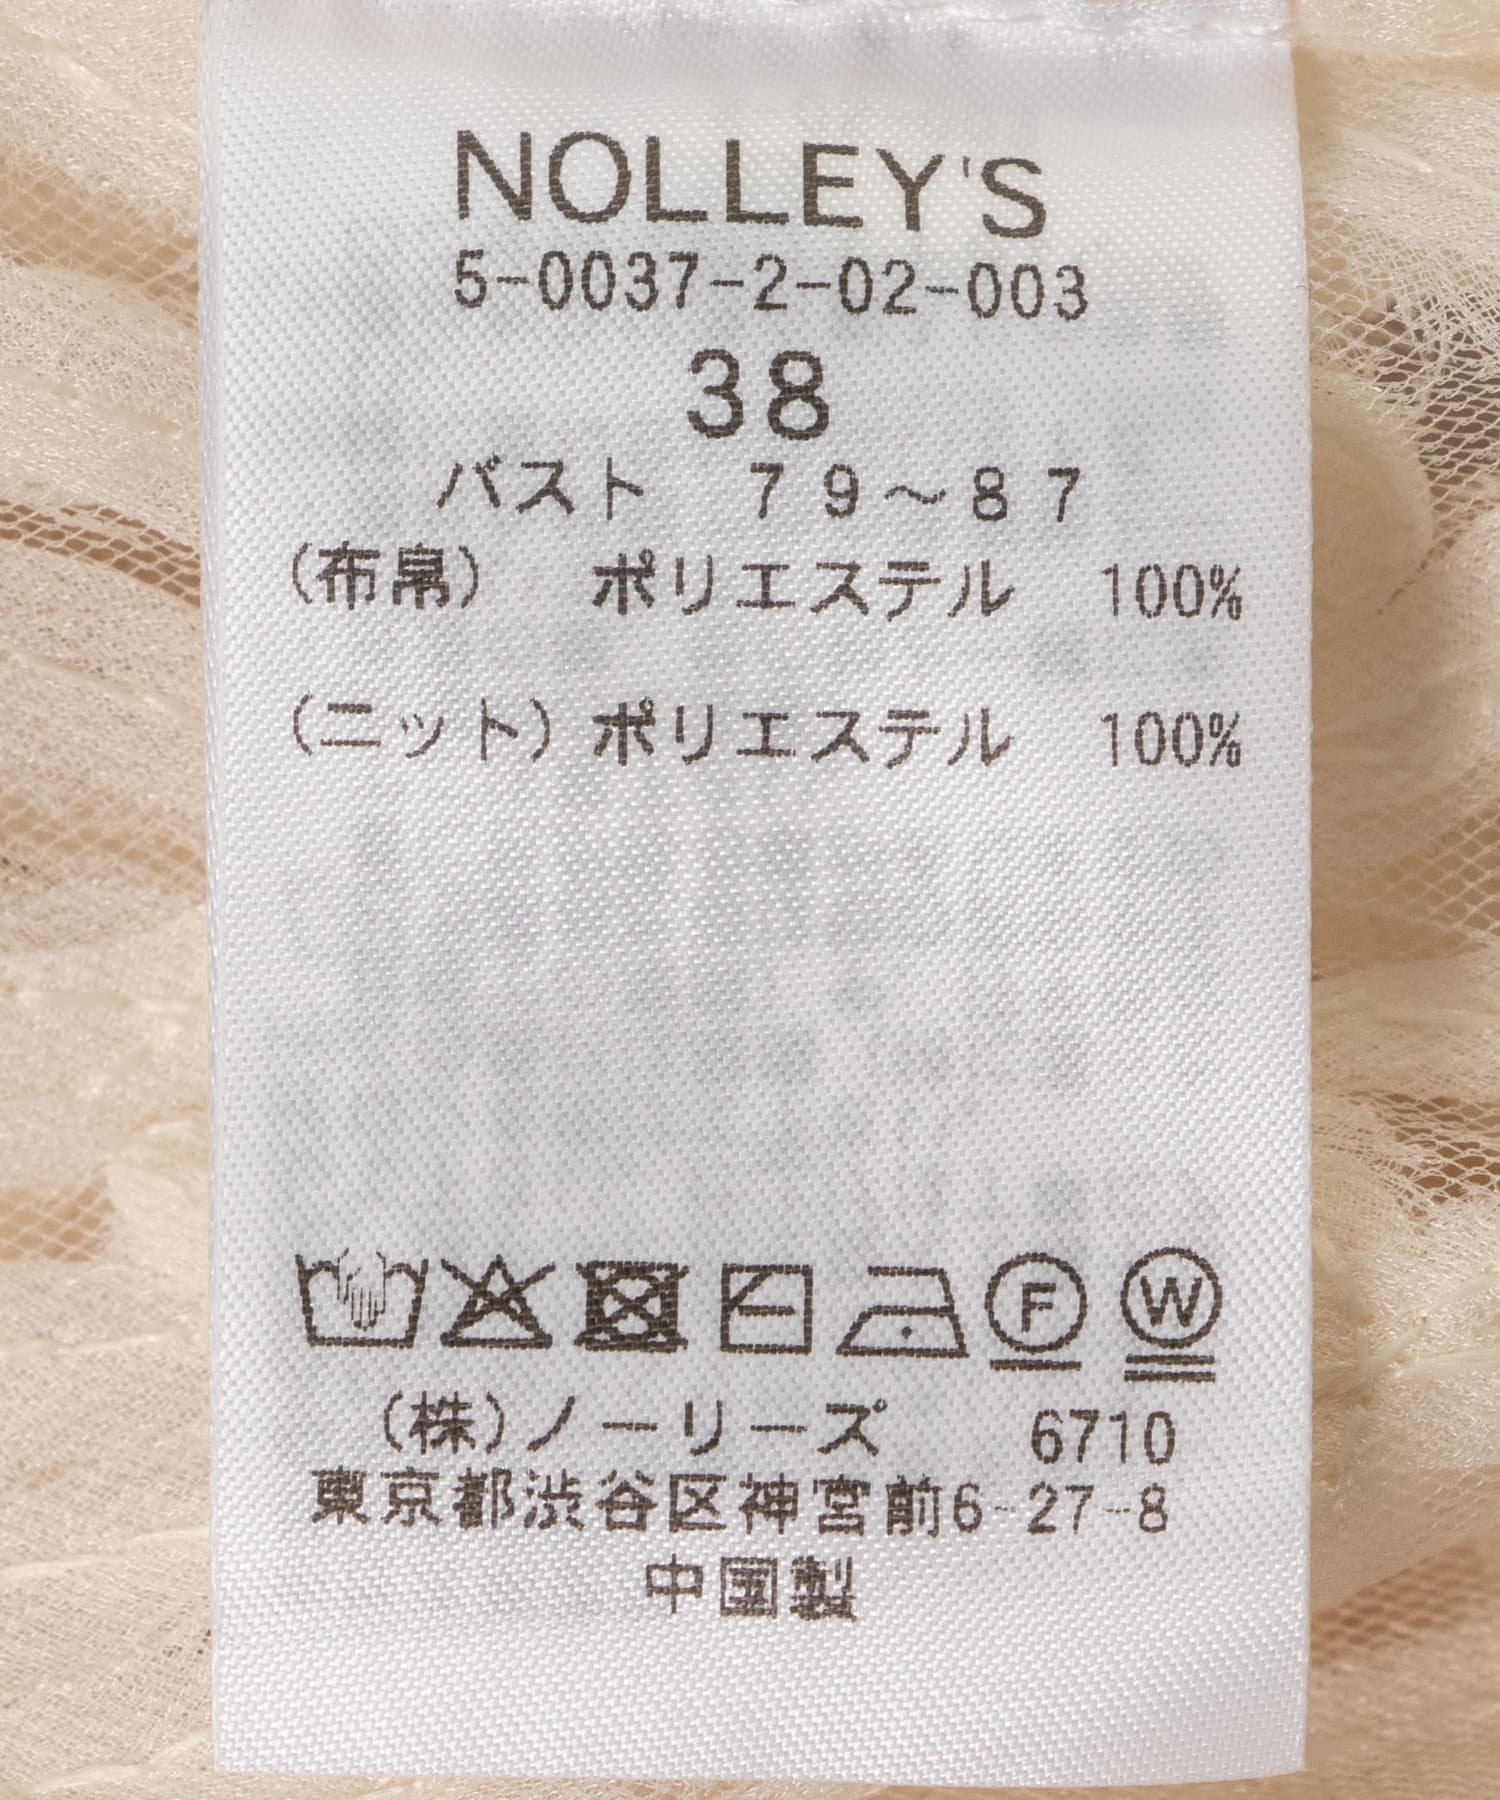 NOLLEY'S
5-0037-2-02-003
38
バスト　79～87
(布帛)　ポリエステル　100%
(ニット) ポリエステル　100%
F W
(株)ノーリーズ　6710
東京都渋谷区神宮前6-27-8
中国製